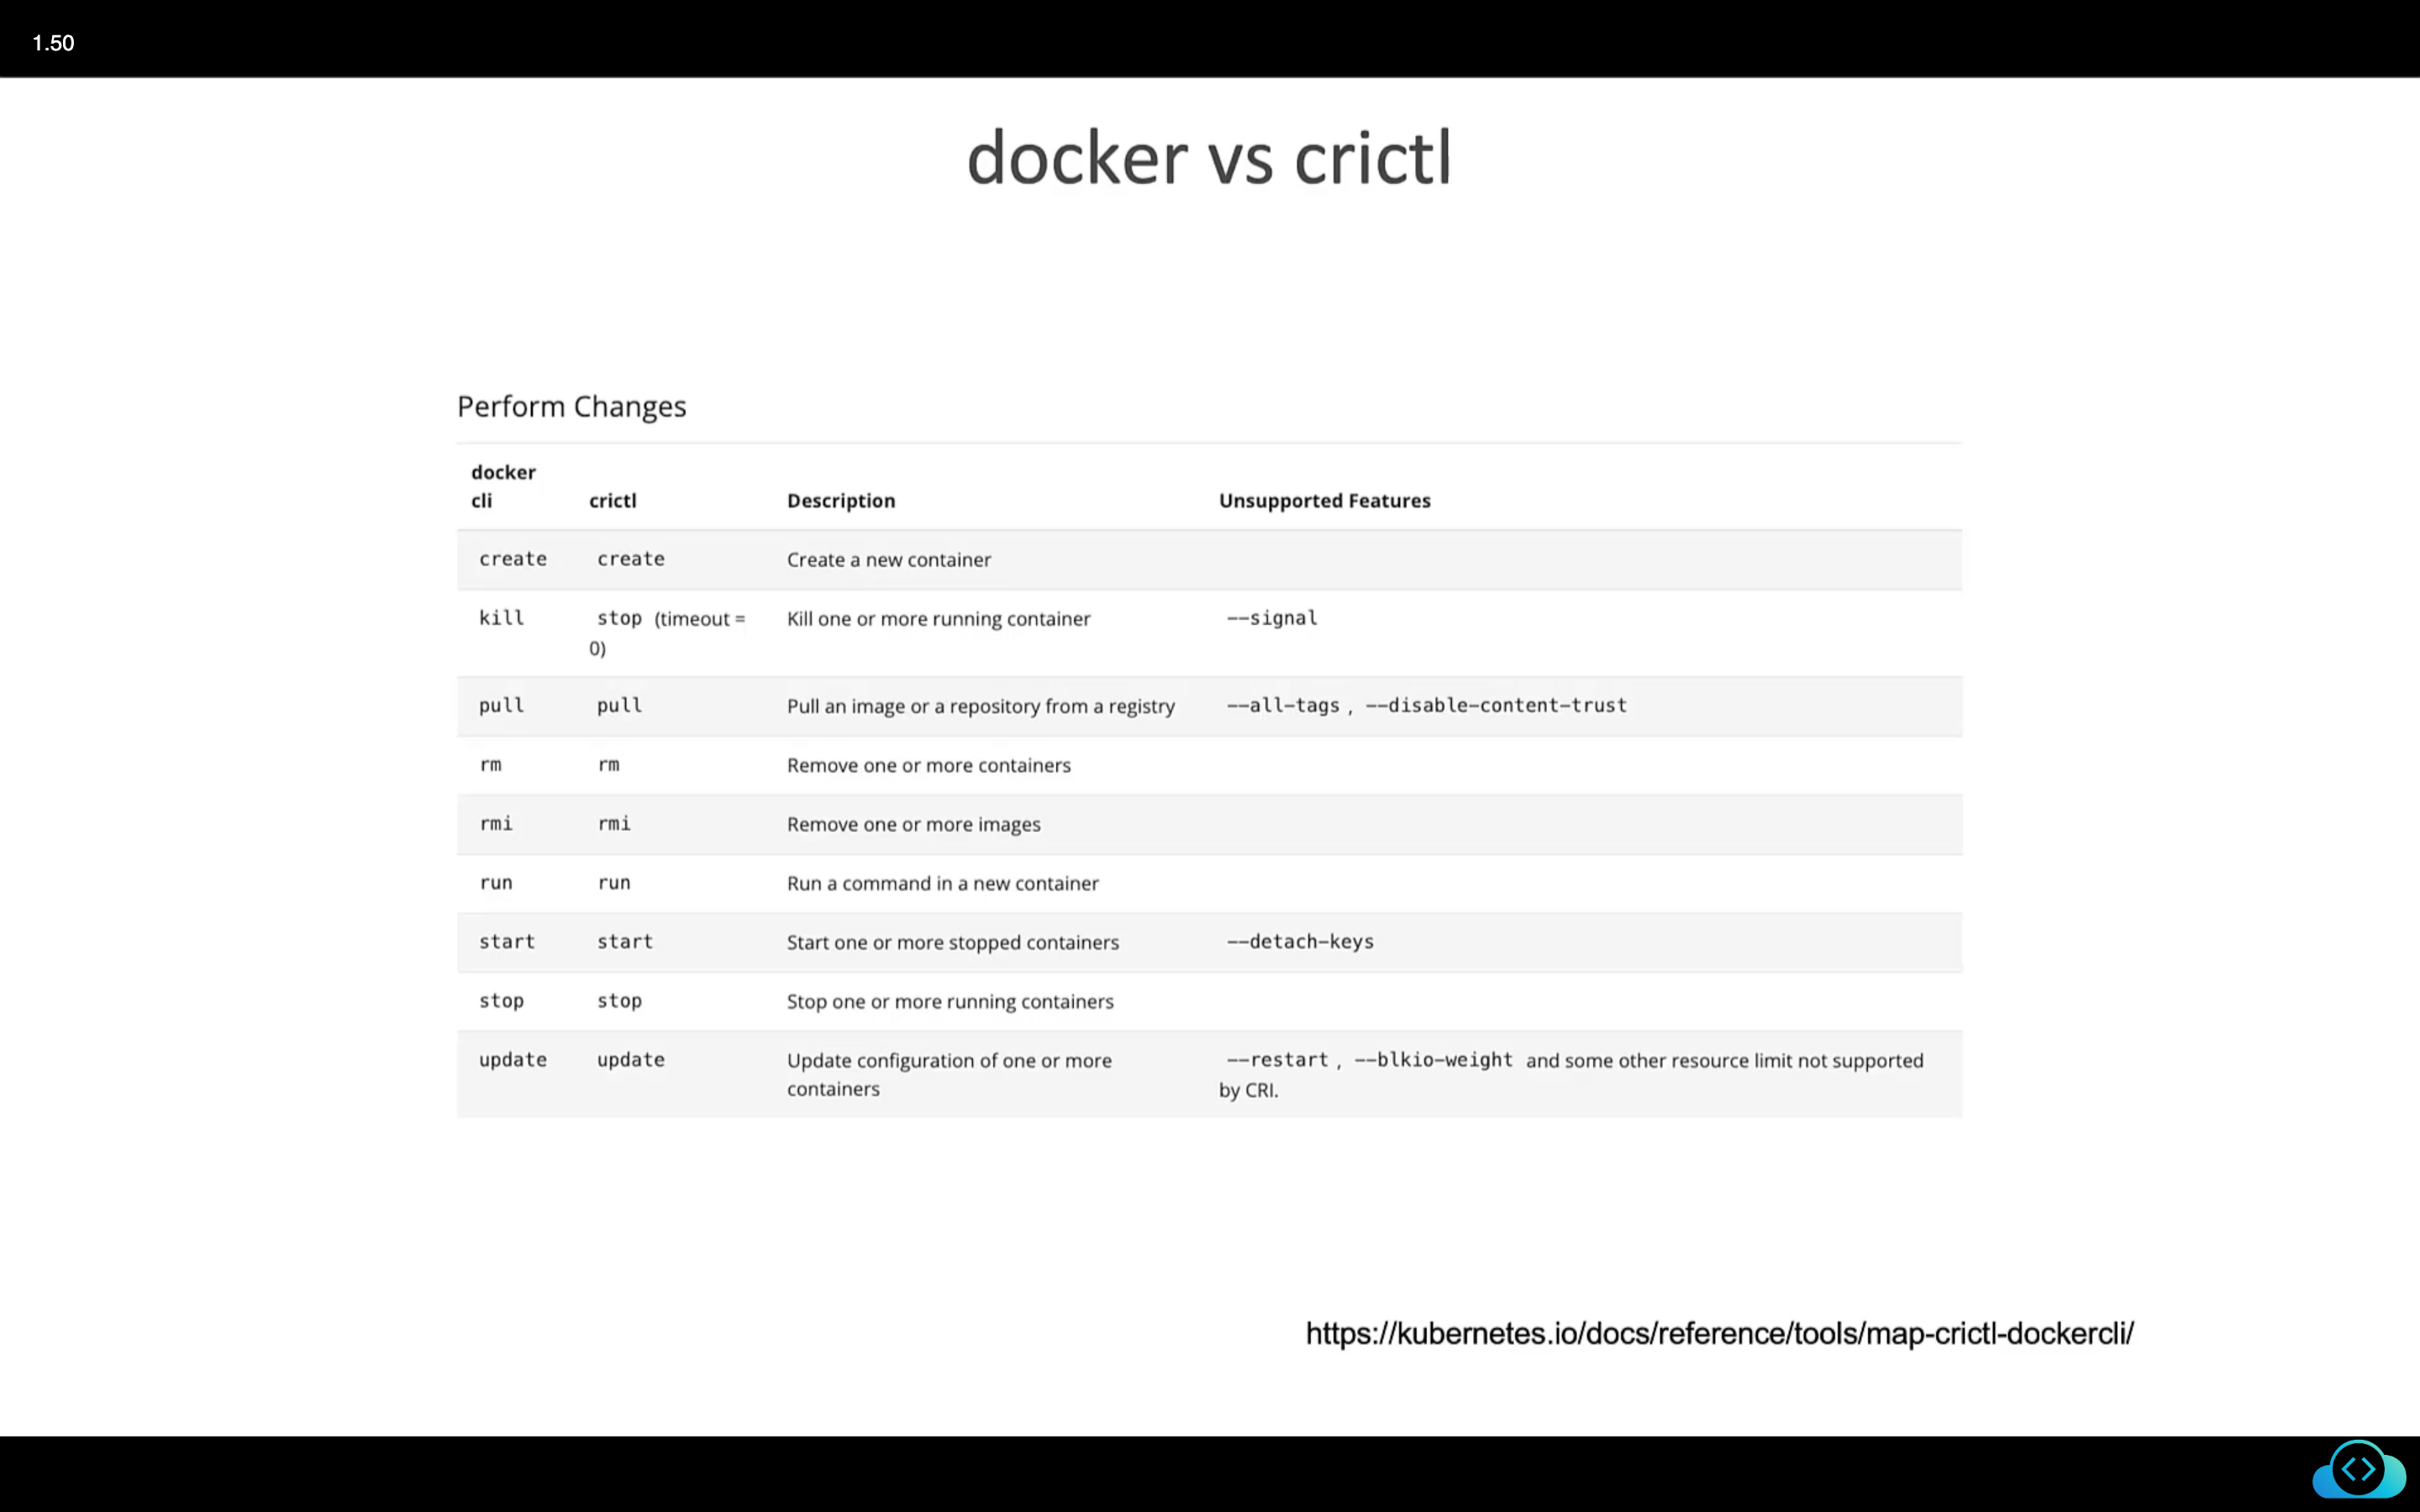 1.50
docker vs crictl
Perform Changes
docker
cli crictl Description Unsupported Features
create create Create a new container
kill stop (timeout = Kill one or more running container --signal
0)
pull pull Pull an image or a repository from a registry --all-tags , --disable-content-trust
rm rm Remove one or more containers
rmi rmi Remove one or more images
run run Run a command in a new container
start start Start one or more stopped containers --detach-keys
stop stop Stop one or more running containers
update update Update configuration of one or more --restart , --blkio-weight and some other resource limit not supported
containers by CRI.
https://kubernetes.io/docs/reference/tools/map-crictl-dockercli/